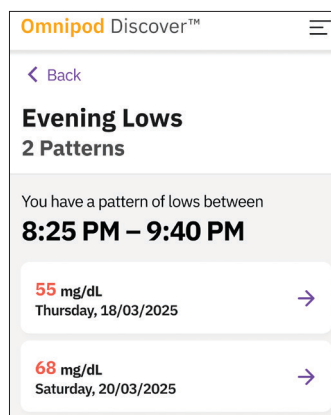 Omnipod Discover™
Back
Evening Lows
2 Patterns
You have a pattern of lows between
8:25 PM – 9:40 PM
55 mg/dL
Thursday, 18/03/2025
68 mg/dL
Saturday, 20/03/2025